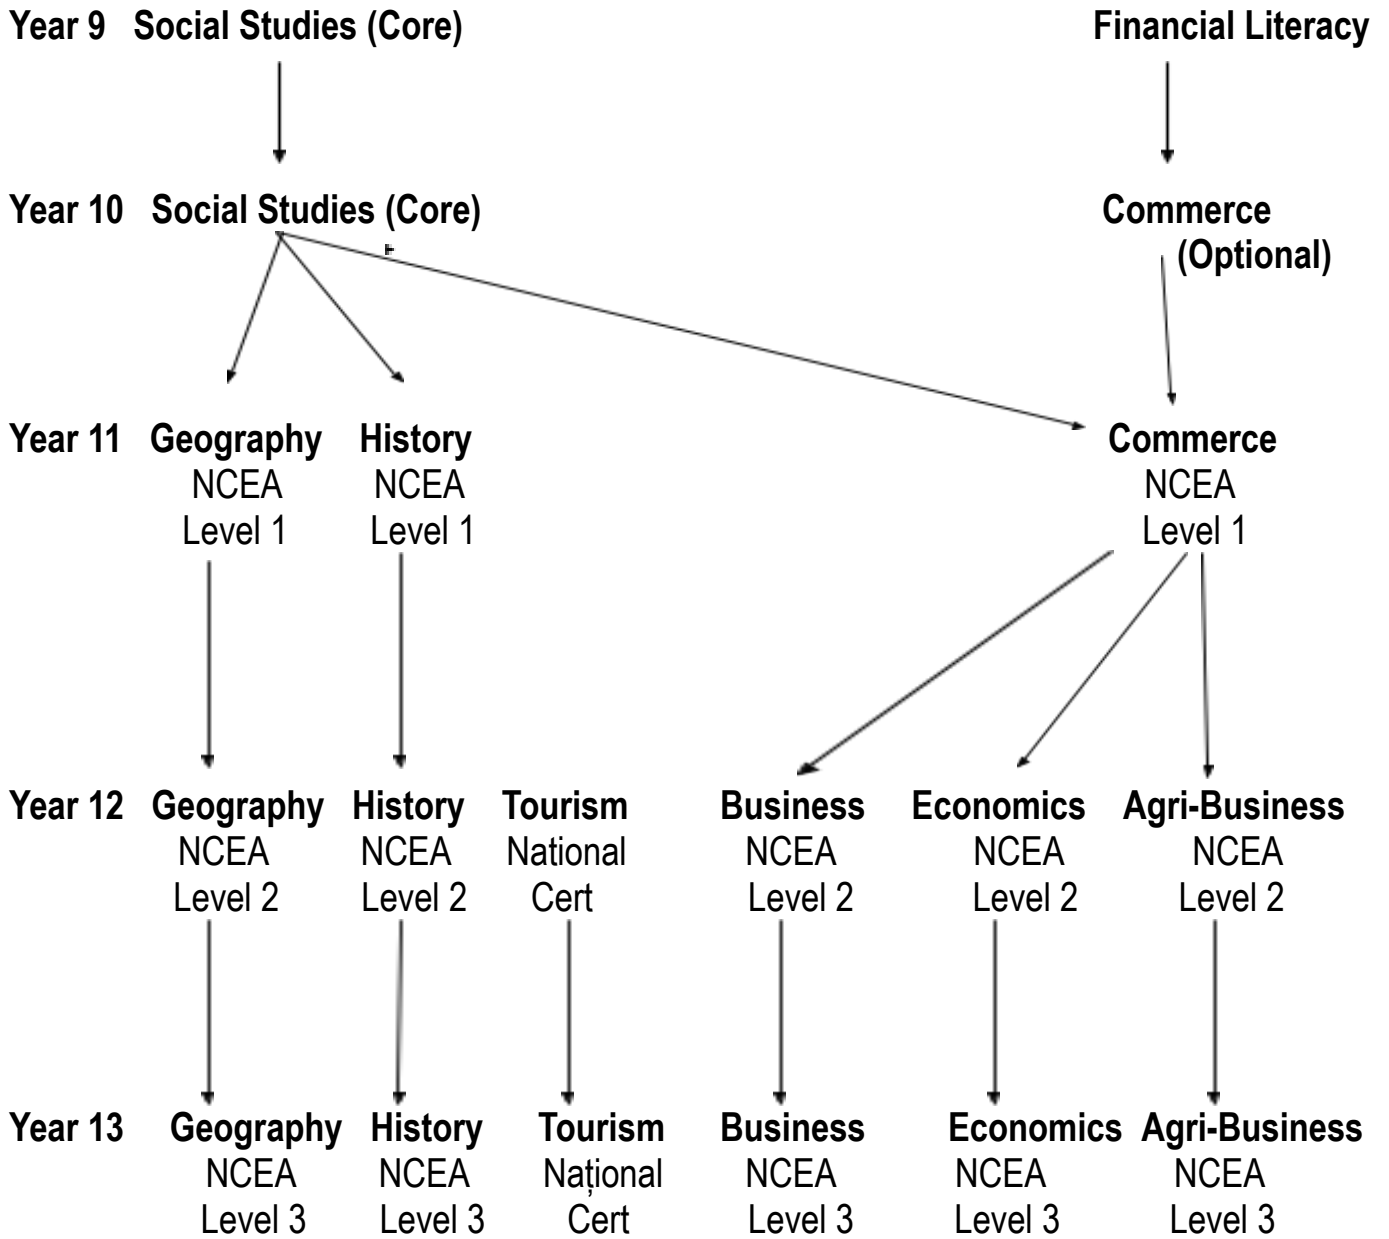 Year 9 Social Studies (Core) Financial Literacy
Year 10 Social Studies (Core) Commerce
(Optional)
Year 11 Geography History Commerce
NCEA NCEA NCEA
Level 1 Level 1 Level 1
Year 12 Geography History Tourism Business Economics Agri-Business
NCEA NCEA National NCEA NCEA NCEA
Level 2 Level 2 Cert Level 2 Level 2 Level 2
Year 13 Geography History Tourism Business Economics Agri-Business
NCEA NCEA National NCEA NCEA NCEA
Level 3 Level 3 Cert Level 3 Level 3 Level 3